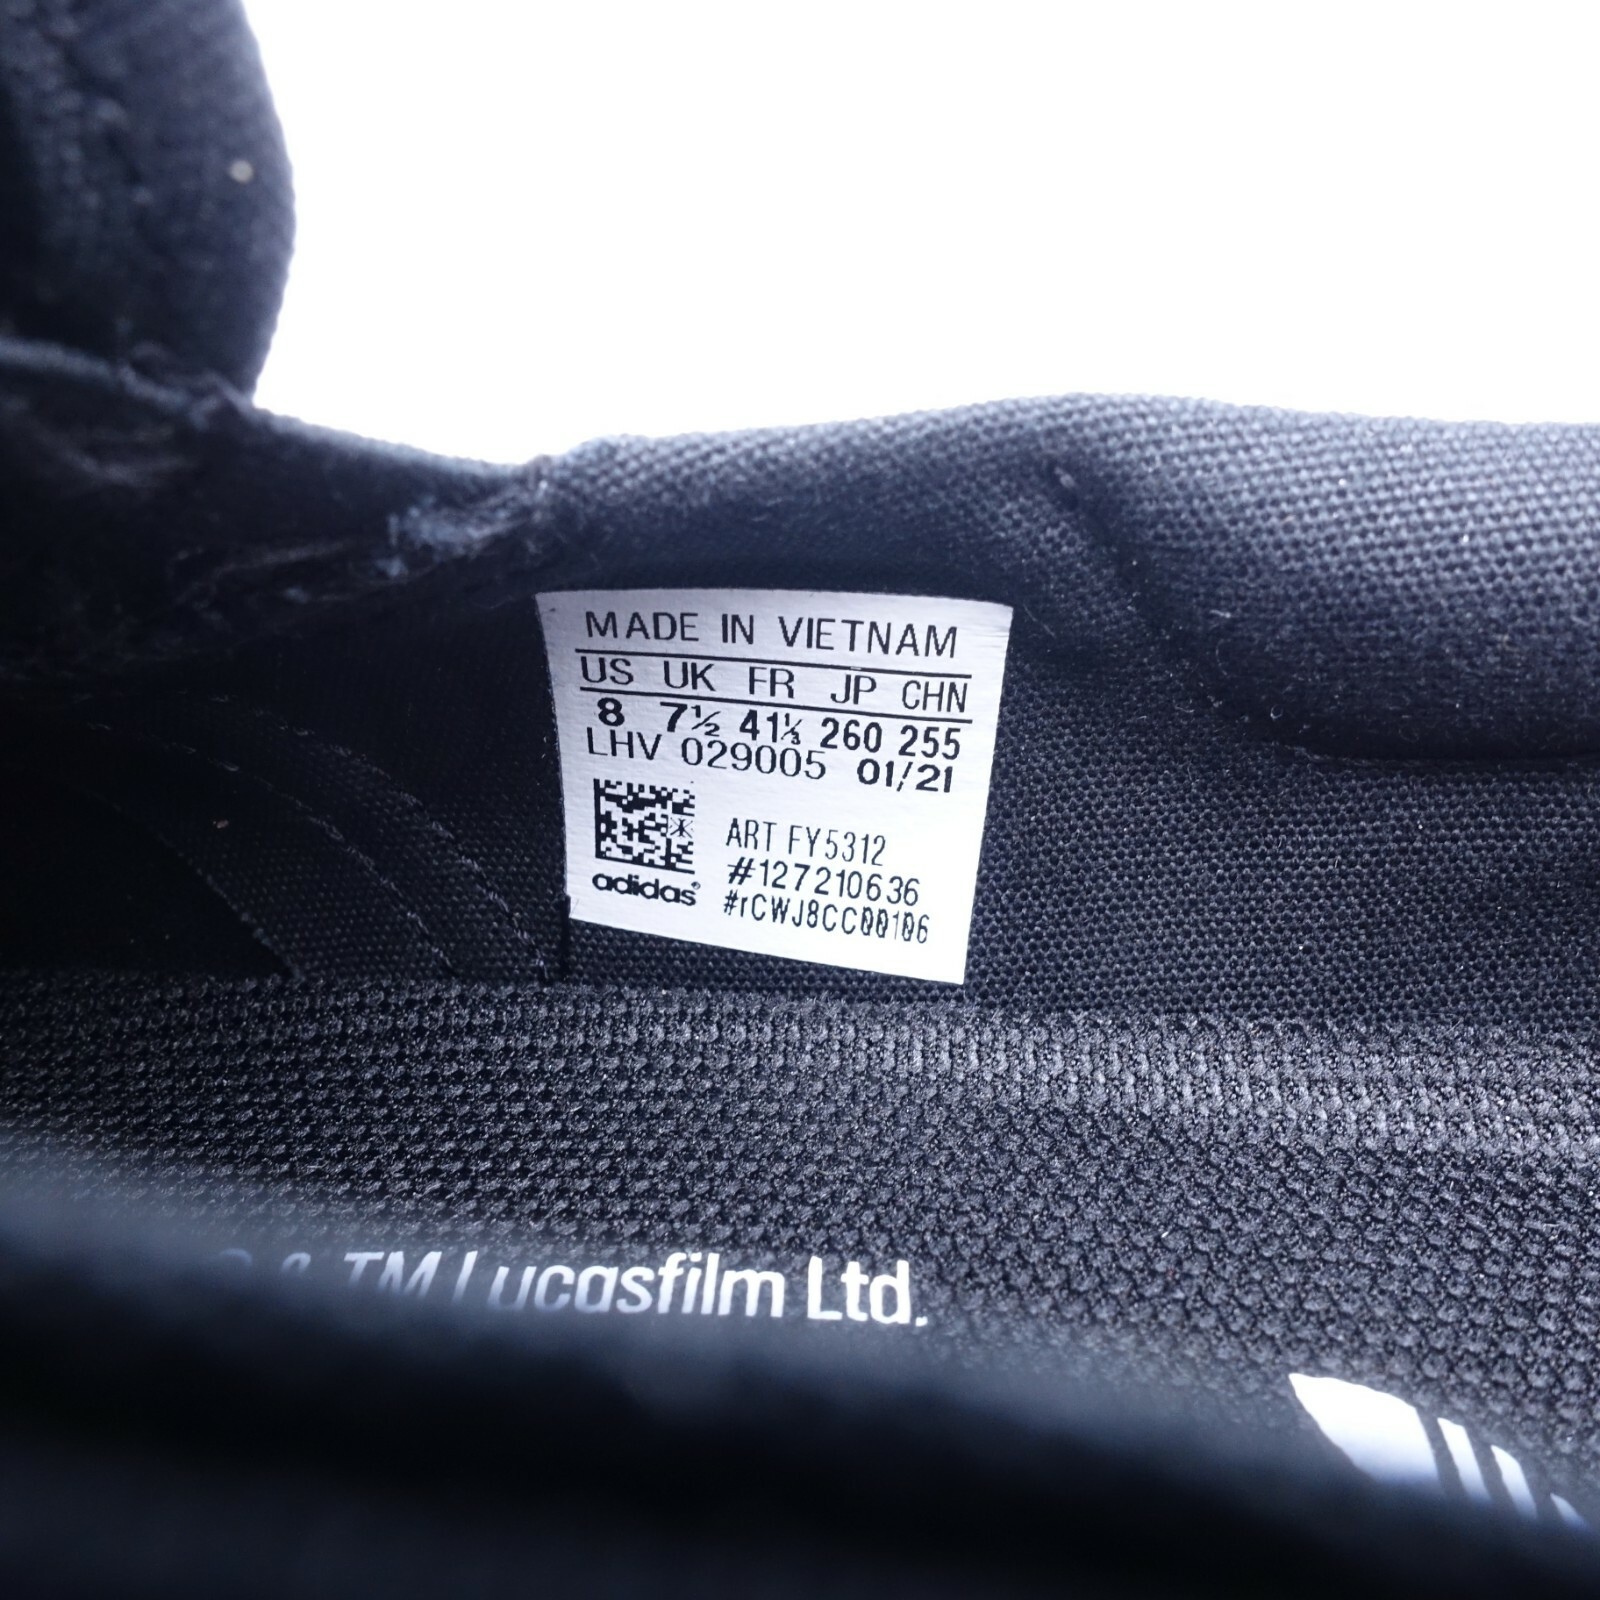 MADE IN VIETNAM
US UK FR JP CHN
8 7½ 41⅓ 260 255
LHV 029005 01/21
ART FY5312
#127210636
adidas®
#rCWJ8CC00106
& TM Lucasfilm Ltd.